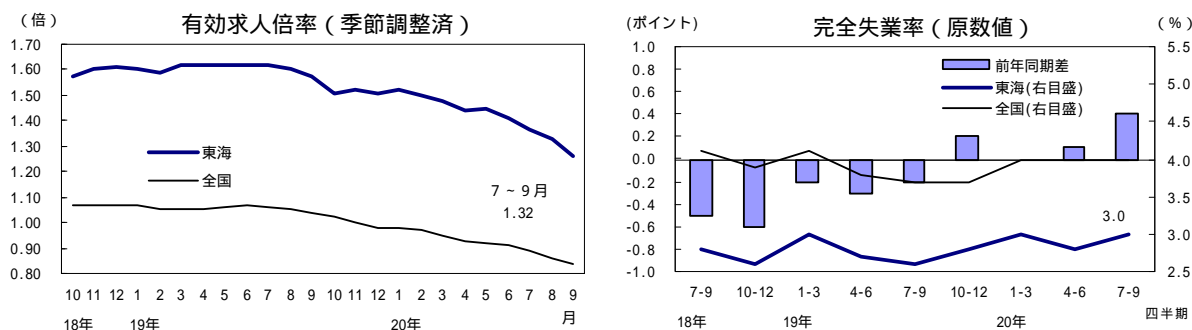 (倍)
有効求人倍率(季節調整済)
1.70
1.60
1.50
1.40
1.30
1.20
1.10
1.00
0.90
0.80
東海
全国
7~9月
1.32
10 11 12 1 2 3 4 5 6 7 8 9 10 11 12 1 2 3 4 5 6 7 8 9
18年 19年 20年 月
(ポイント)
完全失業率(原数値)
(%)
1.0
0.8
0.6
0.4
0.2
0.0
-0.2
-0.4
-0.6
-0.8
-1.0
前年同期差
東海(右目盛)
全国(右目盛)
3.0
5.5
5.0
4.5
4.0
3.5
3.0
2.5
7-9 10-12 1-3 4-6 7-9 10-12 1-3 4-6 7-9
18年 19年 20年 四半期